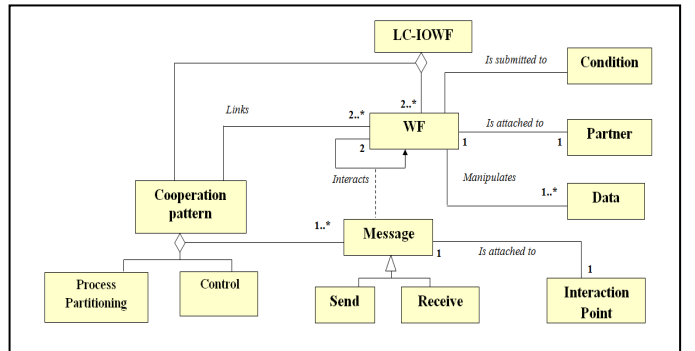 LC-IOWF
Is submitted to
Condition
Links
2..*
2..*
WF
Is attached to
Partner
2
1
1
Interacts
Manipulates
1..*
Data
Cooperation
pattern
1..*
Message
1
Is attached to
1
Process
Partitioning
Control
Send
Receive
Interaction
Point